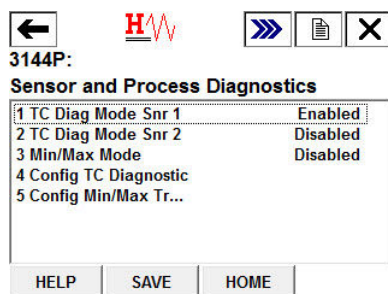 H
3144P:
Sensor and Process Diagnostics
1 TC Diag Mode Snr 1 Enabled
2 TC Diag Mode Snr 2 Disabled
3 Min/Max Mode Disabled
4 Config TC Diagnostic
5 Config Min/Max Tr...
HELP SAVE HOME